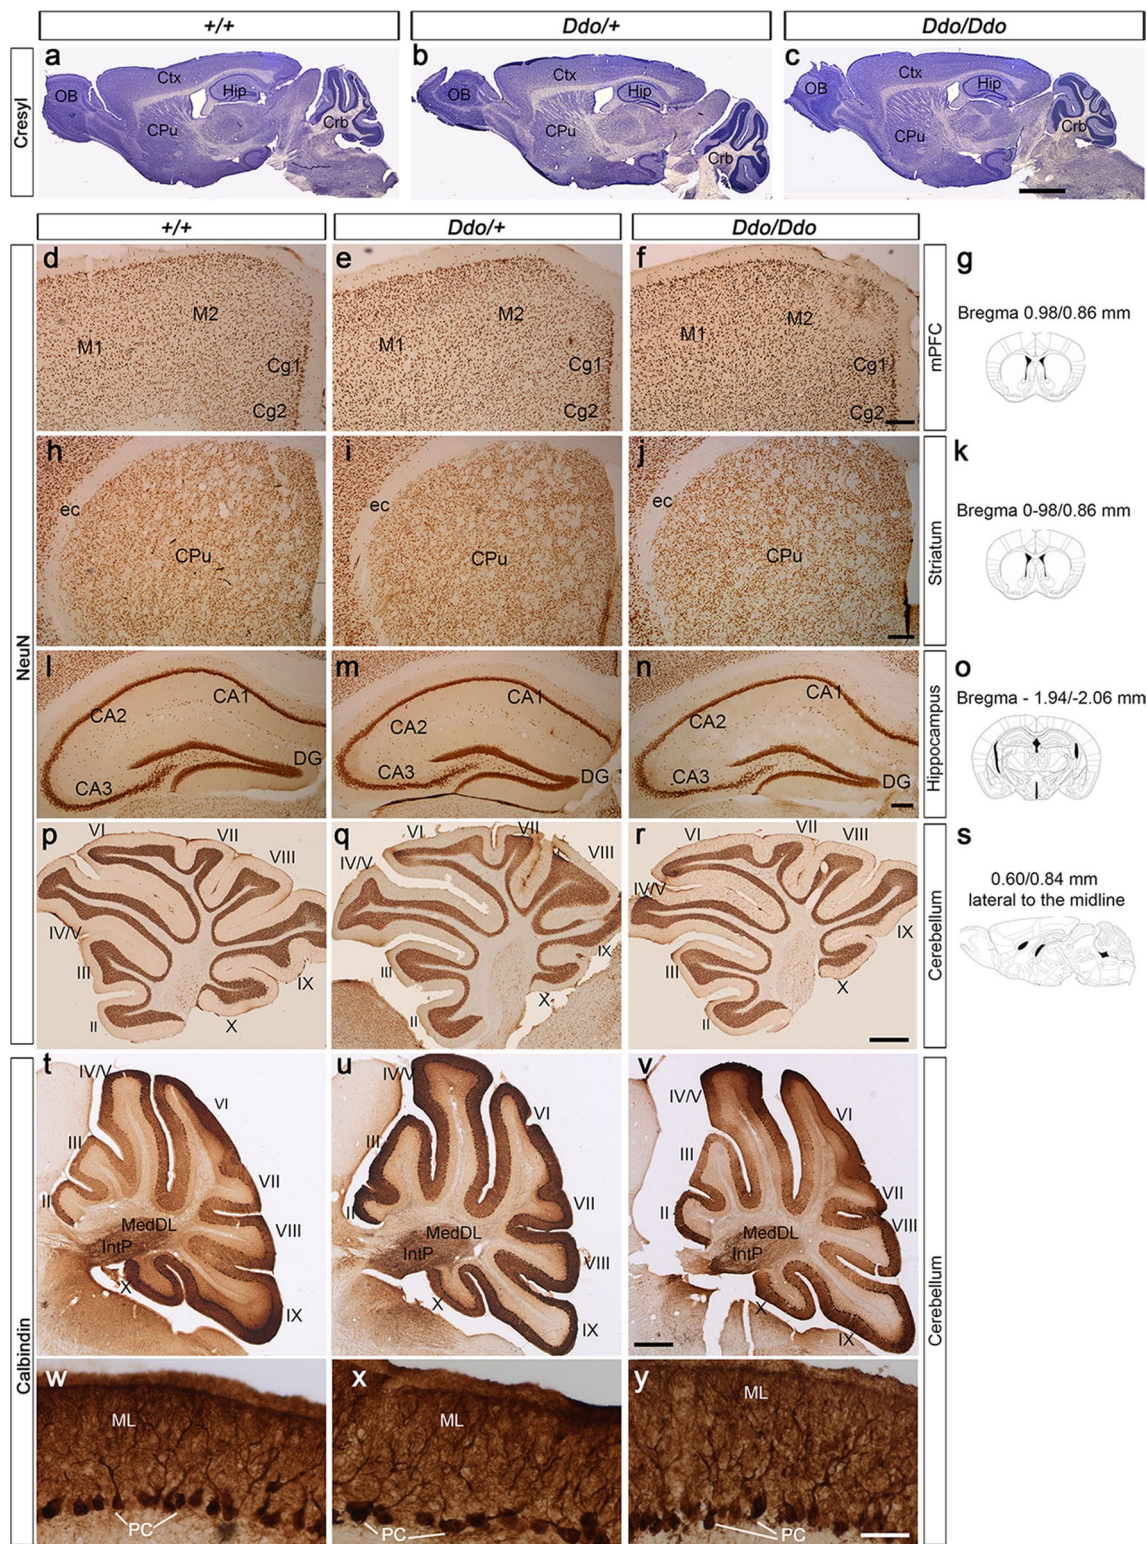 +/+
Ddo/+
Ddo/Ddo
Cresyl
a
OB
Ctx
Hip
CPu
Crb
b
OB
Ctx
Hip
CPu
Crb
c
OB
Ctx
Hip
CPu
Crb
+/+
Ddo/+
Ddo/Ddo
NeuN
d
M2
M1
Cg1
Cg2
e
M2
M1
Cg1
Cg2
f
M2
M1
Cg1
Cg2
mPFC
g
Bregma 0.98/0.86 mm
h
ec
CPu
i
ec
CPu
j
ec
CPu
Striatum
k
Bregma 0-98/0.86 mm
l
CA1
CA2
CA3
DG
m
CA1
CA2
CA3
DG
n
CA1
CA2
CA3
DG
Hippocampus
o
Bregma - 1.94/-2.06 mm
p
VI
VII
VIII
IV/V
III
IX
II
X
q
VI
VII
VIII
IV/V
III
IX
II
X
r
VI
VII
VIII
IV/V
III
IX
II
X
Cerebellum
s
0.60/0.84 mm
lateral to the midline
Calbindin
t
IV/V
VI
III
II
VII
VIII
MedDL
IntP
X
IX
u
IV/V
VI
III
II
VII
VIII
MedDL
IntP
X
IX
v
IV/V
VI
III
II
VII
VIII
MedDL
IntP
X
IX
Cerebellum
w
ML
PC
x
ML
PC
y
ML
PC